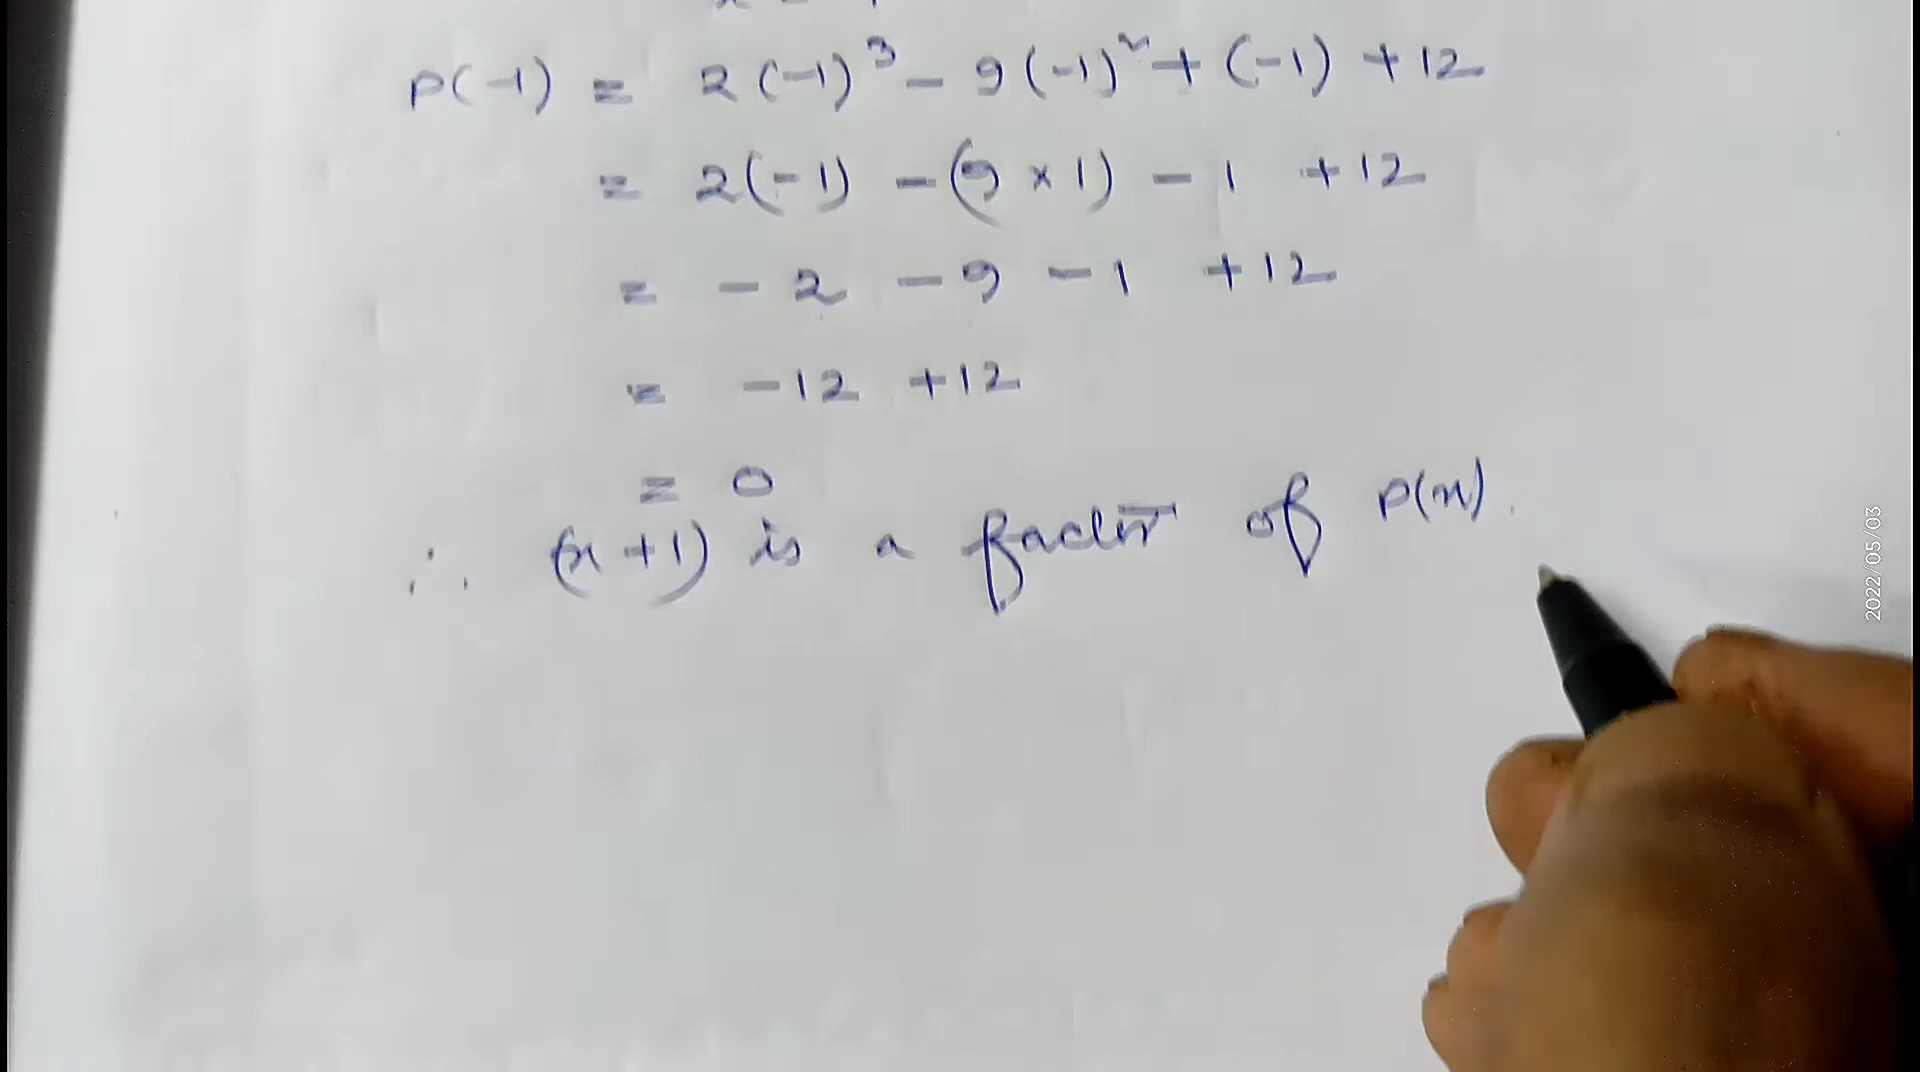 P(-1) = 2(-1)³ - 9(-1)² + (-1) + 12
= 2(-1) - (9 × 1) - 1 + 12
= - 2 - 9 - 1 + 12
= -12 + 12
= 0
∴ (x+1) is a factor of P(x).
2022/05/03